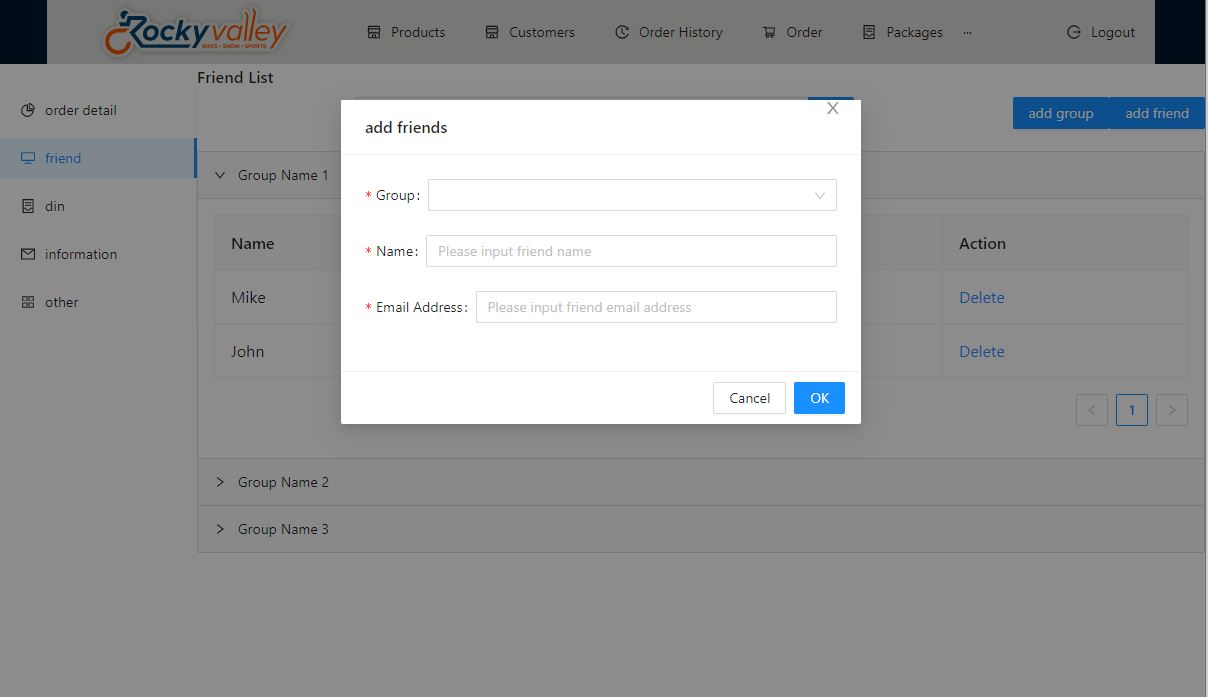 Rockyvalley
BIKES • SNOW • SPORTS
Products
Customers
Order History
Order
Packages
...
Logout
order detail
friend
din
information
other
Friend List
add group
add friend
Group Name 1
Name
Action
Mike
Delete
John
Delete
1
Group Name 2
Group Name 3
add friends
* Group:
* Name:
Please input friend name
* Email Address:
Please input friend email address
Cancel
OK